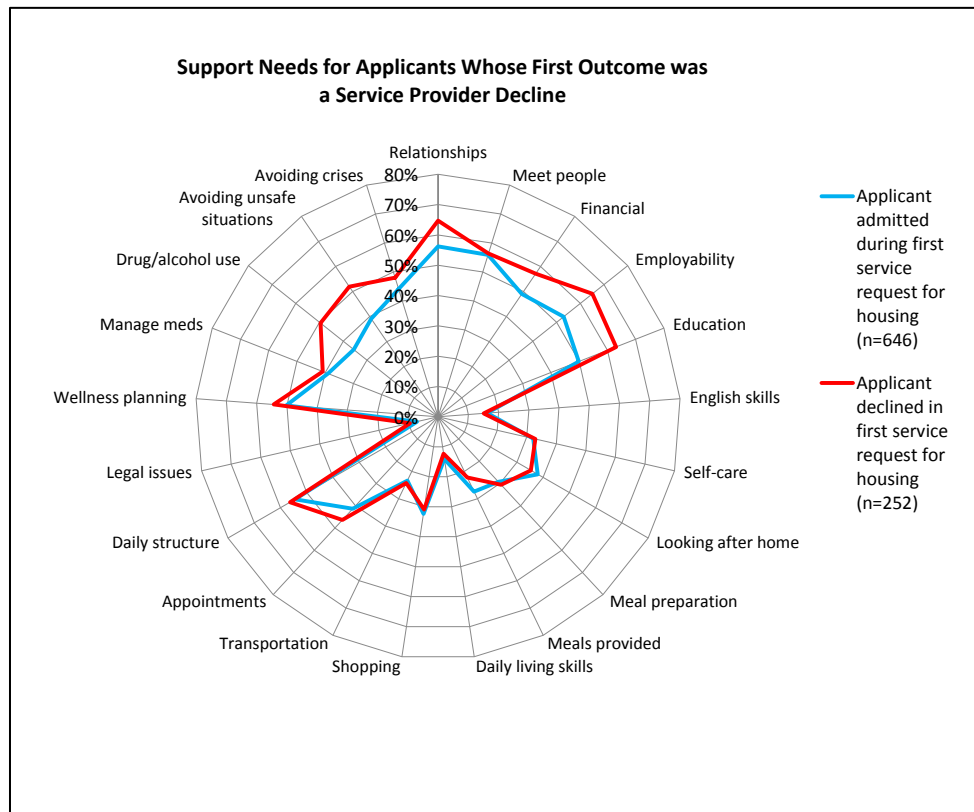 Support Needs for Applicants Whose First Outcome was
a Service Provider Decline
Relationships
Meet people
Financial
Employability
Education
English skills
Self-care
Looking after home
Meal preparation
Meals provided
Daily living skills
Shopping
Transportation
Appointments
Daily structure
Legal issues
Wellness planning
Manage meds
Drug/alcohol use
Avoiding unsafe
situations
Avoiding crises
80%
70%
60%
50%
40%
30%
20%
10%
0%
Applicant
admitted
during first
service
request for
housing
(n=646)
Applicant
declined in
first service
request for
housing
(n=252)